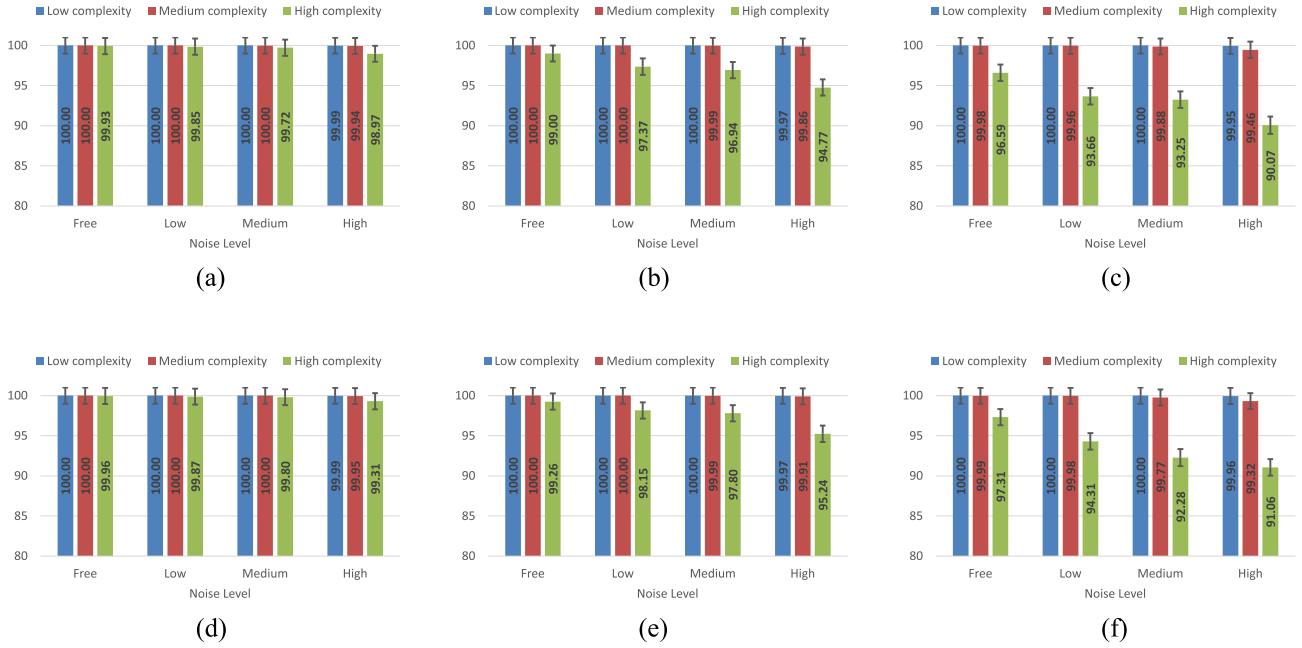 Low complexity Medium complexity High complexity
100
95
90
85
80
100.00 100.00 99.93 100.00 100.00 99.85 100.00 100.00 99.72 99.99 99.94 98.97
Free Low Medium High
Noise Level
(a)
Low complexity Medium complexity High complexity
100
95
90
85
80
100.00 100.00 99.00 100.00 100.00 97.37 100.00 99.99 96.94 99.97 99.86 94.77
Free Low Medium High
Noise Level
(b)
Low complexity Medium complexity High complexity
100
95
90
85
80
100.00 99.98 96.59 100.00 99.96 93.66 100.00 99.88 93.25 99.95 99.46 90.07
Free Low Medium High
Noise Level
(c)
Low complexity Medium complexity High complexity
100
95
90
85
80
100.00 100.00 99.96 100.00 100.00 99.87 100.00 100.00 99.80 99.99 99.95 99.31
Free Low Medium High
Noise Level
(d)
Low complexity Medium complexity High complexity
100
95
90
85
80
100.00 100.00 99.26 100.00 100.00 98.15 100.00 99.99 97.80 99.97 99.91 95.24
Free Low Medium High
Noise Level
(e)
Low complexity Medium complexity High complexity
100
95
90
85
80
100.00 99.99 97.31 100.00 99.98 94.31 100.00 99.77 92.28 99.96 99.32 91.06
Free Low Medium High
Noise Level
(f)